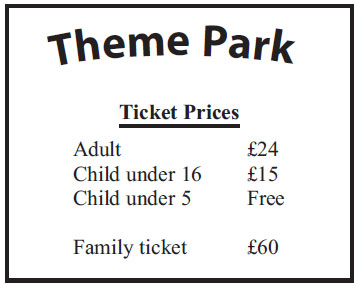 Theme Park
Ticket Prices
Adult £24
Child under 16 £15
Child under 5 Free
Family ticket £60